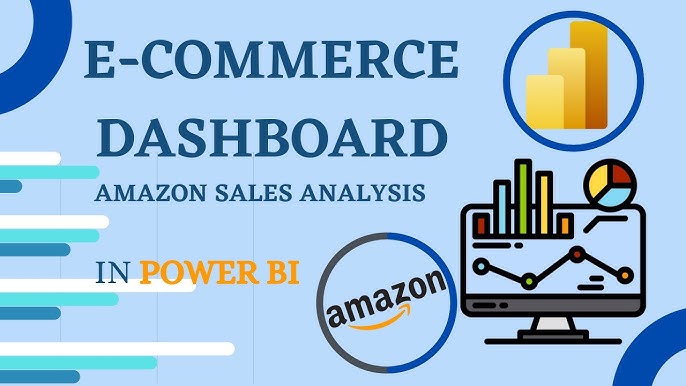 E-COMMERCE
DASHBOARD
AMAZON SALES ANALYSIS
IN POWER BI
amazon